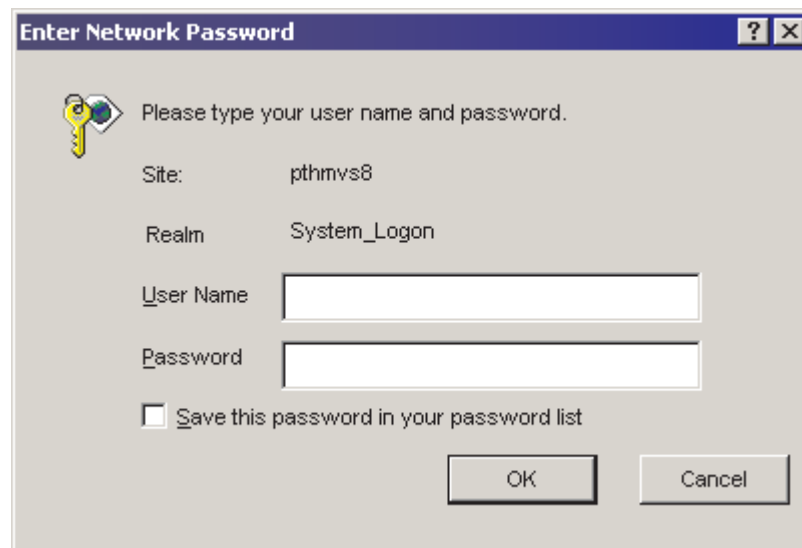 Enter Network Password
Please type your user name and password.
Site: pthmvs8
Realm System_Logon
User Name
Password
Save this password in your password list
OK Cancel